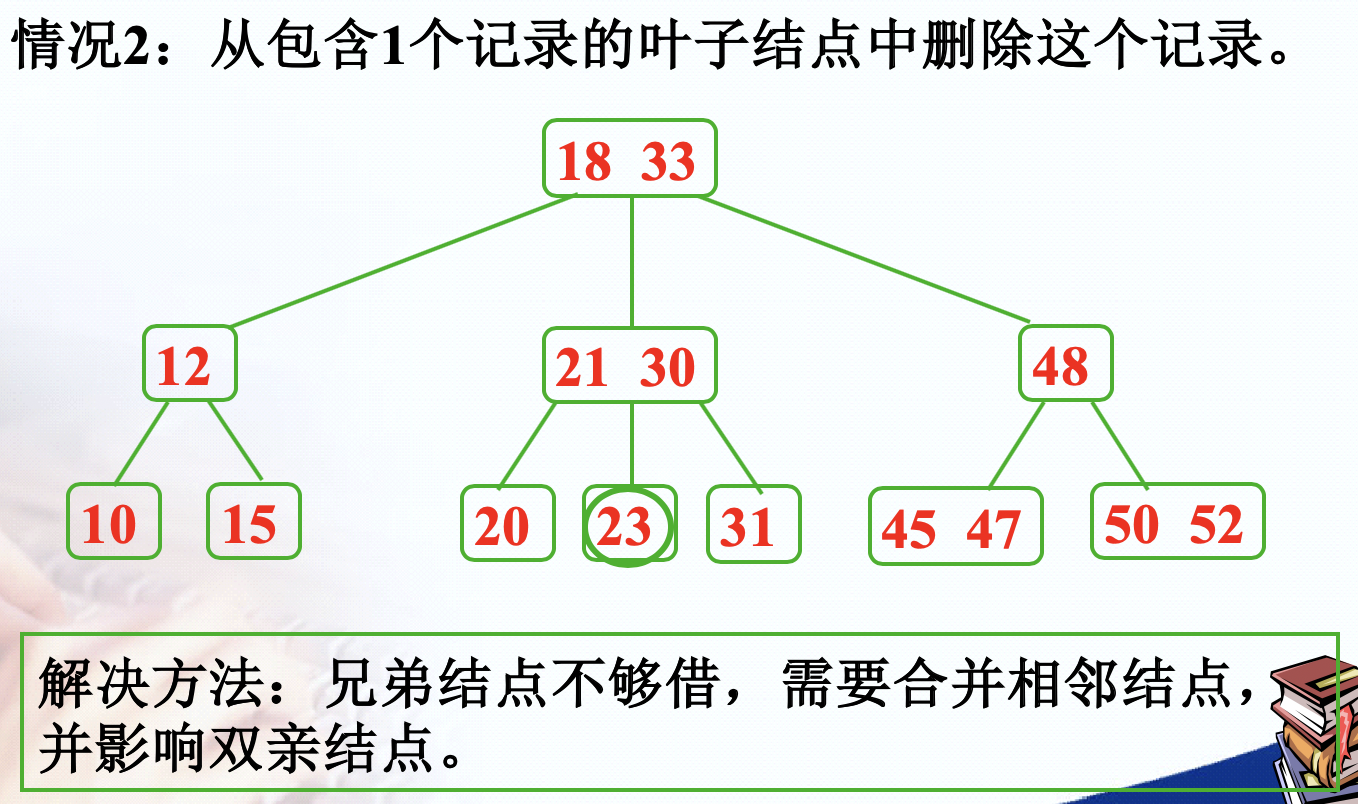 情况2：从包含1个记录的叶子结点中删除这个记录。
18 33
12 21 30 48
10 15 20 23 31 45 47 50 52
解决方法：兄弟结点不够借，需要合并相邻结点，
并影响双亲结点。